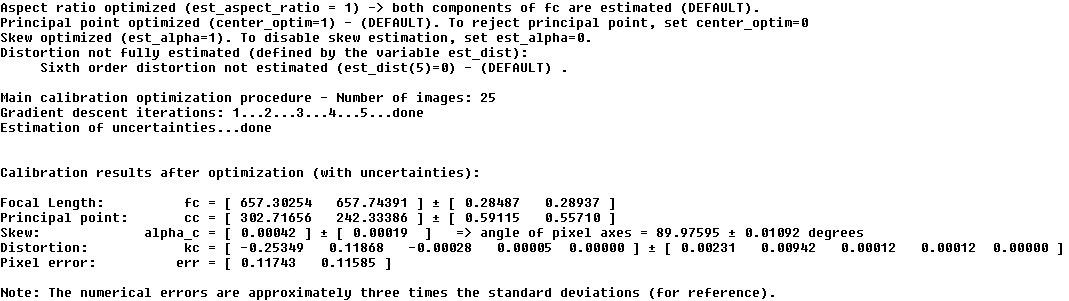 Aspect ratio optimized (est_aspect_ratio = 1) -> both components of fc are estimated (DEFAULT).
Principal point optimized (center_optim=1) - (DEFAULT). To reject principal point, set center_optim=0
Skew optimized (est_alpha=1). To disable skew estimation, set est_alpha=0.
Distortion not fully estimated (defined by the variable est_dist):
     Sixth order distortion not estimated (est_dist(5)=0) - (DEFAULT) .
Main calibration optimization procedure - Number of images: 25
Gradient descent iterations: 1...2...3...4...5...done
Estimation of uncertainties...done
Calibration results after optimization (with uncertainties):
Focal Length:          fc = [ 657.30254   657.74391 ] ± [ 0.28487   0.28937 ]
Principal point:       cc = [ 302.71656   242.33386 ] ± [ 0.59115   0.55710 ]
Skew:             alpha_c = [ 0.00042 ] ± [ 0.00019  ]   => angle of pixel axes = 89.97595 ± 0.01092 degrees
Distortion:            kc = [ -0.25349   0.11868   -0.00028   0.00005  0.00000 ] ± [ 0.00231   0.00942   0.00012   0.00012  0.00000 ]
Pixel error:          err = [ 0.11743   0.11585 ]
Note: The numerical errors are approximately three times the standard deviations (for reference).